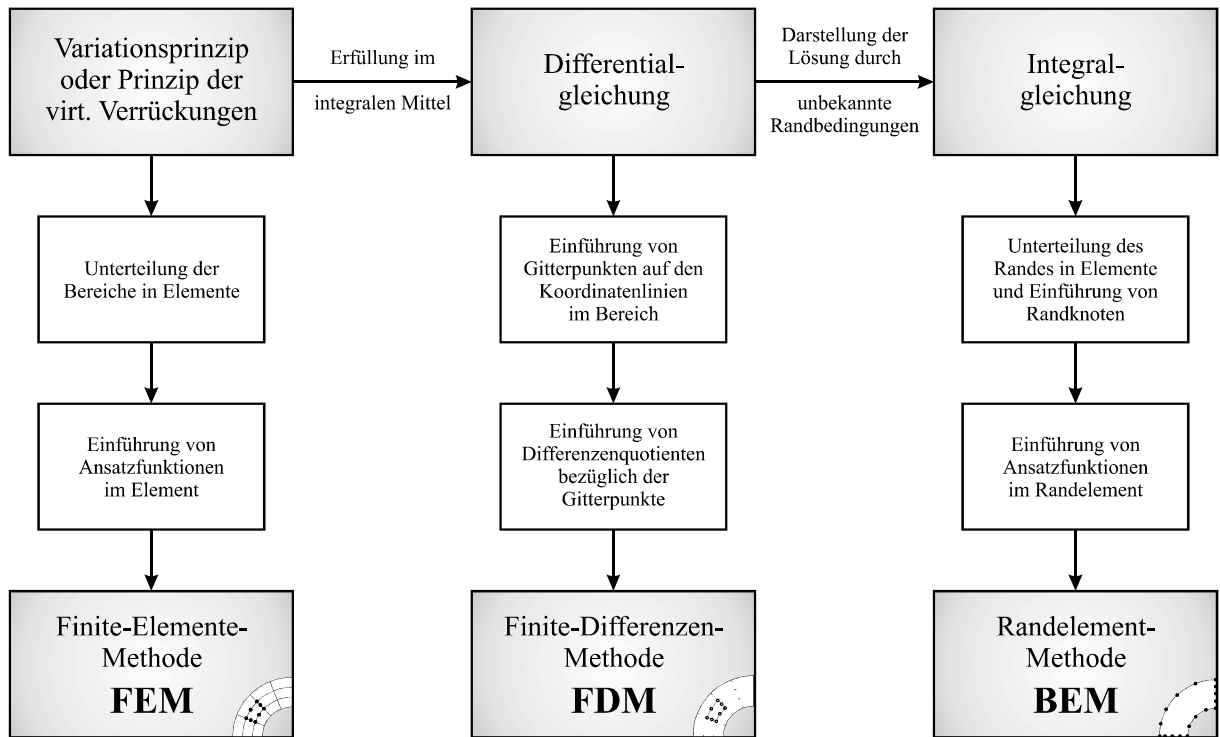 Variationsprinzip
oder Prinzip der
virt. Verrückungen
Erfüllung im
integralen Mittel
Differential-
gleichung
Darstellung der
Lösung durch
unbekannte
Randbedingungen
Integral-
gleichung
Unterteilung der
Bereiche in Elemente
Einführung von
Gitterpunkten auf den
Koordinatenlinien
im Bereich
Unterteilung des
Randes in Elemente
und Einführung von
Randknoten
Einführung von
Ansatzfunktionen
im Element
Einführung von
Differenzenquotienten
bezüglich der
Gitterpunkte
Einführung von
Ansatzfunktionen
im Randelement
Finite-Elemente-
Methode
FEM
Finite-Differenzen-
Methode
FDM
Randelement-
Methode
BEM